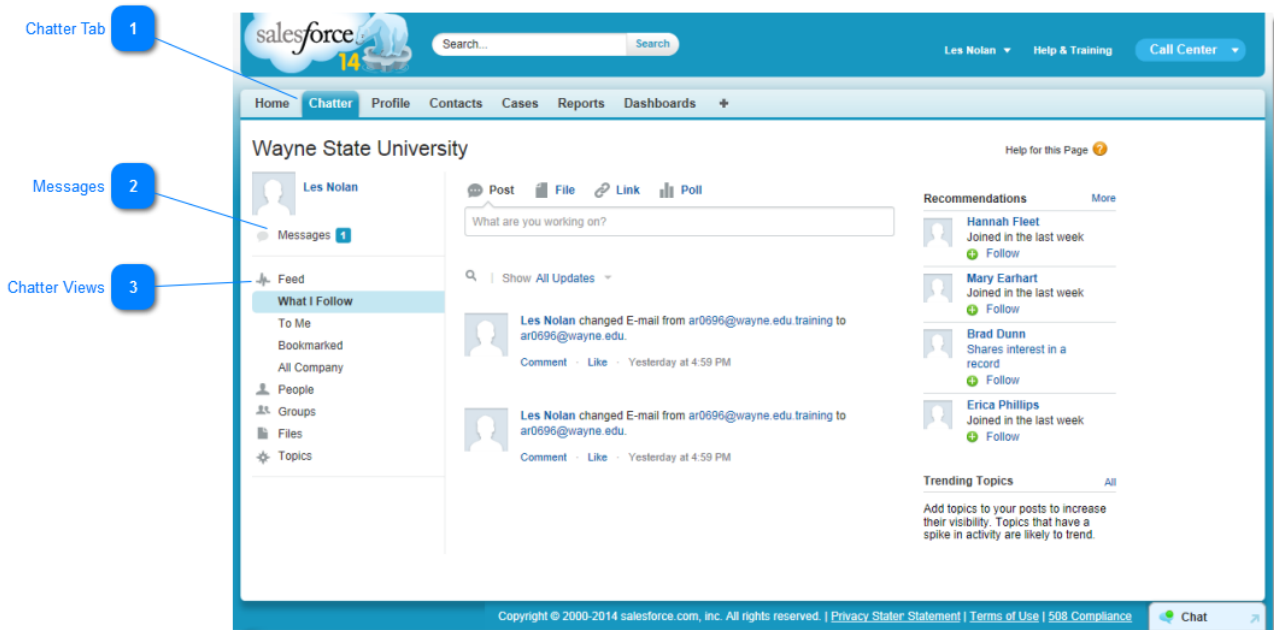 Chatter Tab 1
salesforce
14
Search... Search
Les Nolan Help & Training Call Center
Home Chatter Profile Contacts Cases Reports Dashboards +
Wayne State University
Help for this Page ?
Messages 2
Les Nolan
Messages 1
Chatter Views 3
Feed
What I Follow
To Me
Bookmarked
All Company
People
Groups
Files
Topics
Post File Link Poll
What are you working on?
Show All Updates
Les Nolan changed E-mail from ar0696@wayne.edu.training to
ar0696@wayne.edu.
Comment · Like · Yesterday at 4:59 PM
Les Nolan changed E-mail from ar0696@wayne.edu.training to
ar0696@wayne.edu.
Comment · Like · Yesterday at 4:59 PM
Recommendations More
Hannah Fleet
Joined in the last week
Follow
Mary Earhart
Joined in the last week
Follow
Brad Dunn
Shares interest in a
record
Follow
Erica Phillips
Joined in the last week
Follow
Trending Topics All
Add topics to your posts to increase
their visibility. Topics that have a
spike in activity are likely to trend.
Copyright © 2000-2014 salesforce.com, inc. All rights reserved. | Privacy Stater Statement | Terms of Use | 508 Compliance
Chat